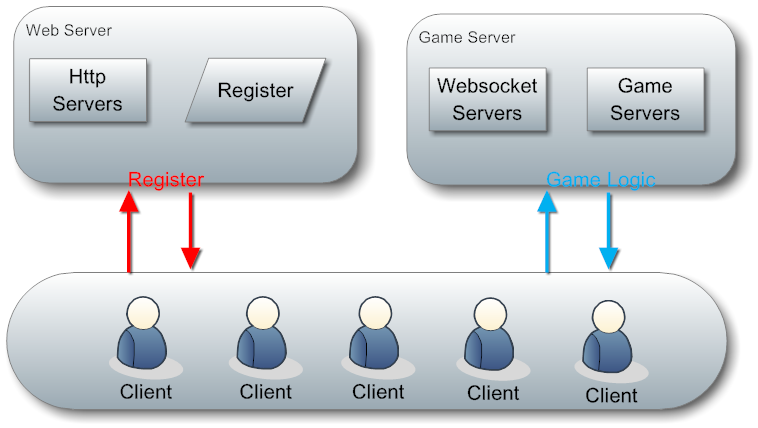 Web Server
Http
Servers
Register
Game Server
Websocket
Servers
Game
Servers
Register
Game Logic
Client
Client
Client
Client
Client